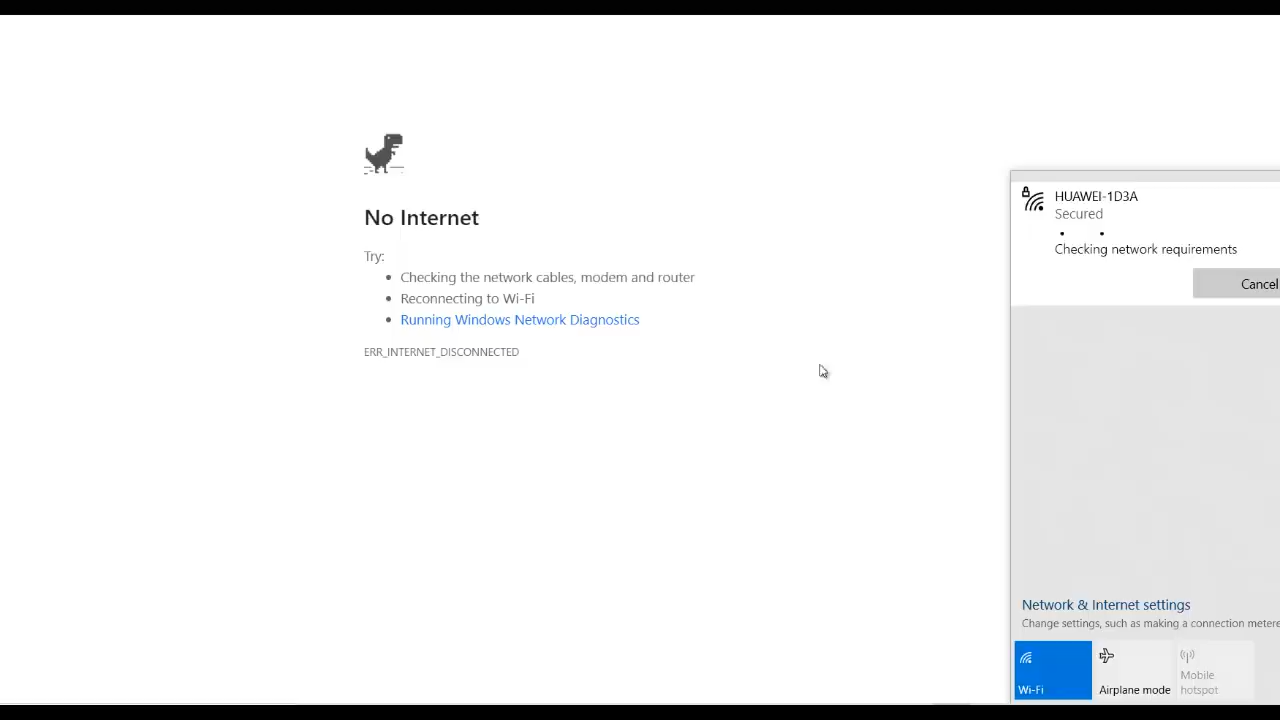 No Internet
Try:
Checking the network cables, modem and router
Reconnecting to Wi-Fi
Running Windows Network Diagnostics
ERR_INTERNET_DISCONNECTED
HUAWEI-1D3A
Secured
Checking network requirements
Cancel
Network & Internet settings
Change settings, such as making a connection metere
Wi-Fi
Airplane mode
Mobile
hotspot